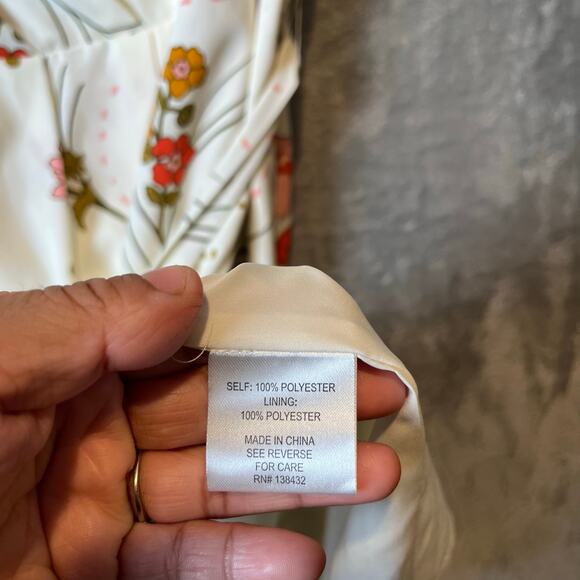 SELF: 100% POLYESTER
LINING:
100% POLYESTER
MADE IN CHINA
SEE REVERSE
FOR CARE
RN# 138432